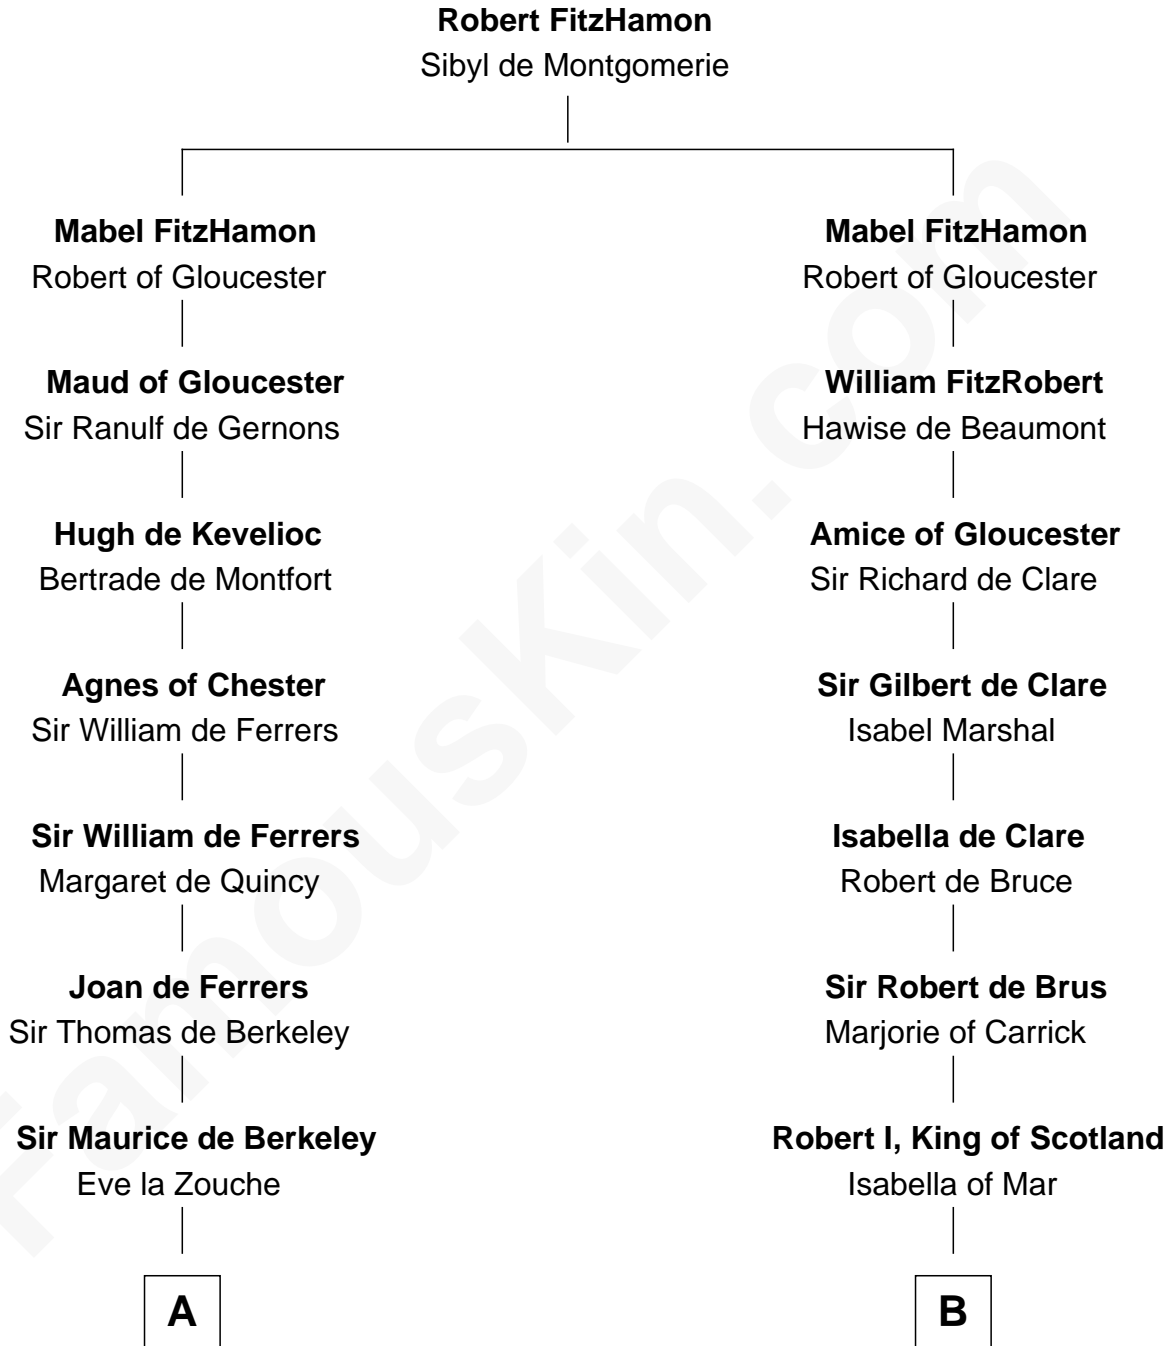 Robert FitzHamon
Sibyl de Montgomerie
Mabel FitzHamon
Robert of Gloucester
Maud of Gloucester
Sir Ranulf de Gernons
Hugh de Kevelioc
Bertrade de Montfort
Agnes of Chester
Sir William de Ferrers
Sir William de Ferrers
Margaret de Quincy
Joan de Ferrers
Sir Thomas de Berkeley
Sir Maurice de Berkeley
Eve la Zouche
A
Mabel FitzHamon
Robert of Gloucester
William FitzRobert
Hawise de Beaumont
Amice of Gloucester
Sir Richard de Clare
Sir Gilbert de Clare
Isabel Marshal
Isabella de Clare
Robert de Bruce
Sir Robert de Brus
Marjorie of Carrick
Robert I, King of Scotland
Isabella of Mar
B
FamousKin.com